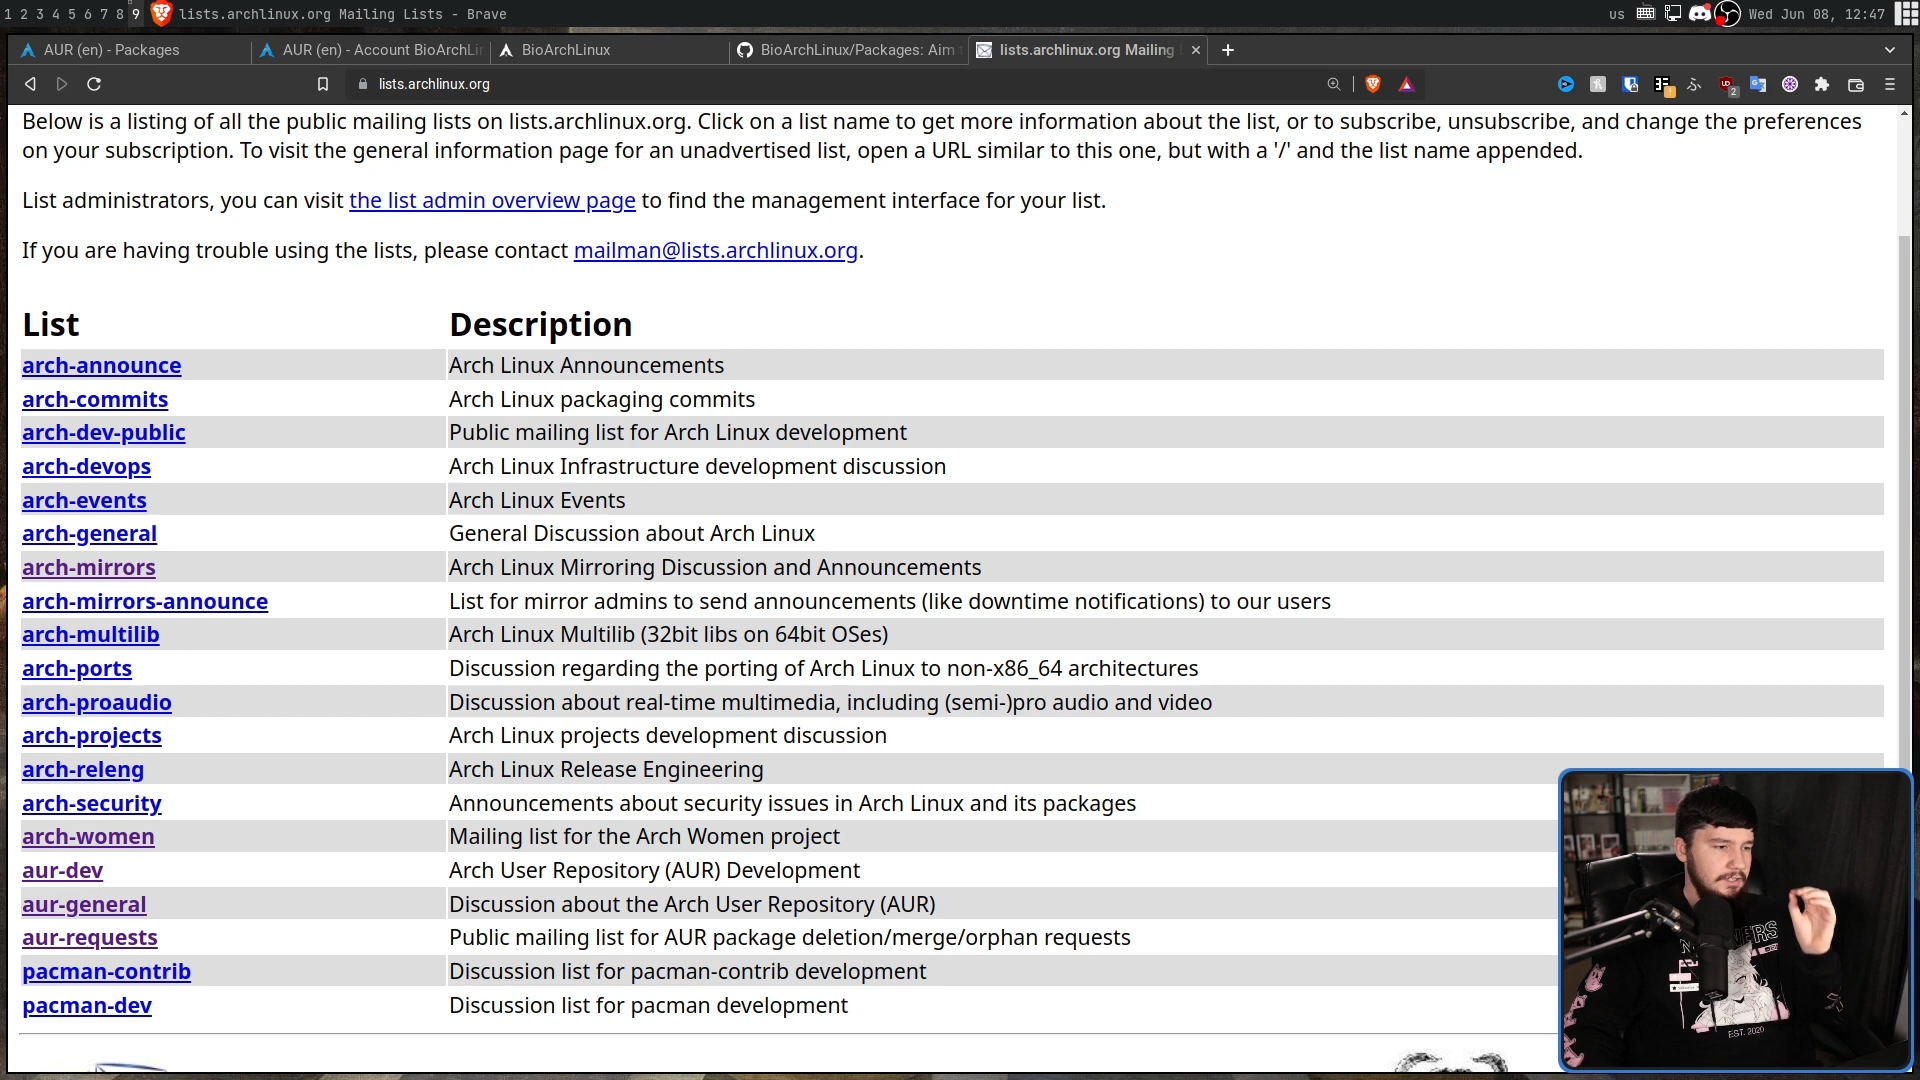 1 2 3 4 5 6 7 8 9 lists.archlinux.org Mailing Lists - Brave us Wed Jun 08, 12:47
AUR (en) - Packages AUR (en) - Account BioArchLin BioArchLinux BioArchLinux/Packages: Aim lists.archlinux.org Mailing
lists.archlinux.org
Below is a listing of all the public mailing lists on lists.archlinux.org. Click on a list name to get more information about the list, or to subscribe, unsubscribe, and change the preferences
on your subscription. To visit the general information page for an unadvertised list, open a URL similar to this one, but with a '/' and the list name appended.
List administrators, you can visit the list admin overview page to find the management interface for your list.
If you are having trouble using the lists, please contact mailman@lists.archlinux.org.
List Description
arch-announce Arch Linux Announcements
arch-commits Arch Linux packaging commits
arch-dev-public Public mailing list for Arch Linux development
arch-devops Arch Linux Infrastructure development discussion
arch-events Arch Linux Events
arch-general General Discussion about Arch Linux
arch-mirrors Arch Linux Mirroring Discussion and Announcements
arch-mirrors-announce List for mirror admins to send announcements (like downtime notifications) to our users
arch-multilib Arch Linux Multilib (32bit libs on 64bit OSes)
arch-ports Discussion regarding the porting of Arch Linux to non-x86_64 architectures
arch-proaudio Discussion about real-time multimedia, including (semi-)pro audio and video
arch-projects Arch Linux projects development discussion
arch-releng Arch Linux Release Engineering
arch-security Announcements about security issues in Arch Linux and its packages
arch-women Mailing list for the Arch Women project
aur-dev Arch User Repository (AUR) Development
aur-general Discussion about the Arch User Repository (AUR)
aur-requests Public mailing list for AUR package deletion/merge/orphan requests
pacman-contrib Discussion list for pacman-contrib development
pacman-dev Discussion list for pacman development
EST. 2020